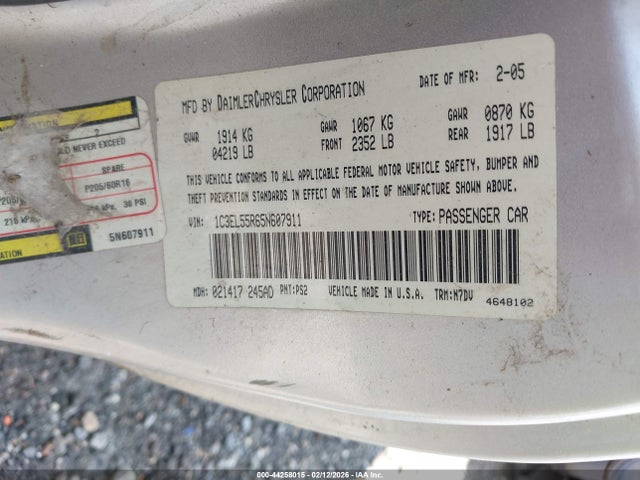 MFD BY DAIMLERCHRYSLER CORPORATION DATE OF MFR: 2-05
GVWR 1914 KG 04219 LB
GAWR FRONT 1067 KG 2352 LB
GAWR REAR 0870 KG 1917 LB
THIS VEHICLE CONFORMS TO ALL APPLICABLE FEDERAL MOTOR VEHICLE SAFETY, BUMPER AND
THEFT PREVENTION STANDARDS IN EFFECT ON THE DATE OF MANUFACTURE SHOWN ABOVE.
VIN: 1C3EL55R65N607911 TYPE: PASSENGER CAR
MDH: 021417 245AD PNT: PS2 VEHICLE MADE IN U.S.A. TRM: N7DV
4648102
2
NEVER EXCEED
SPARE
P205/60R16
5N607911
000-44258015 - 02/12/2026 - IAA Inc.